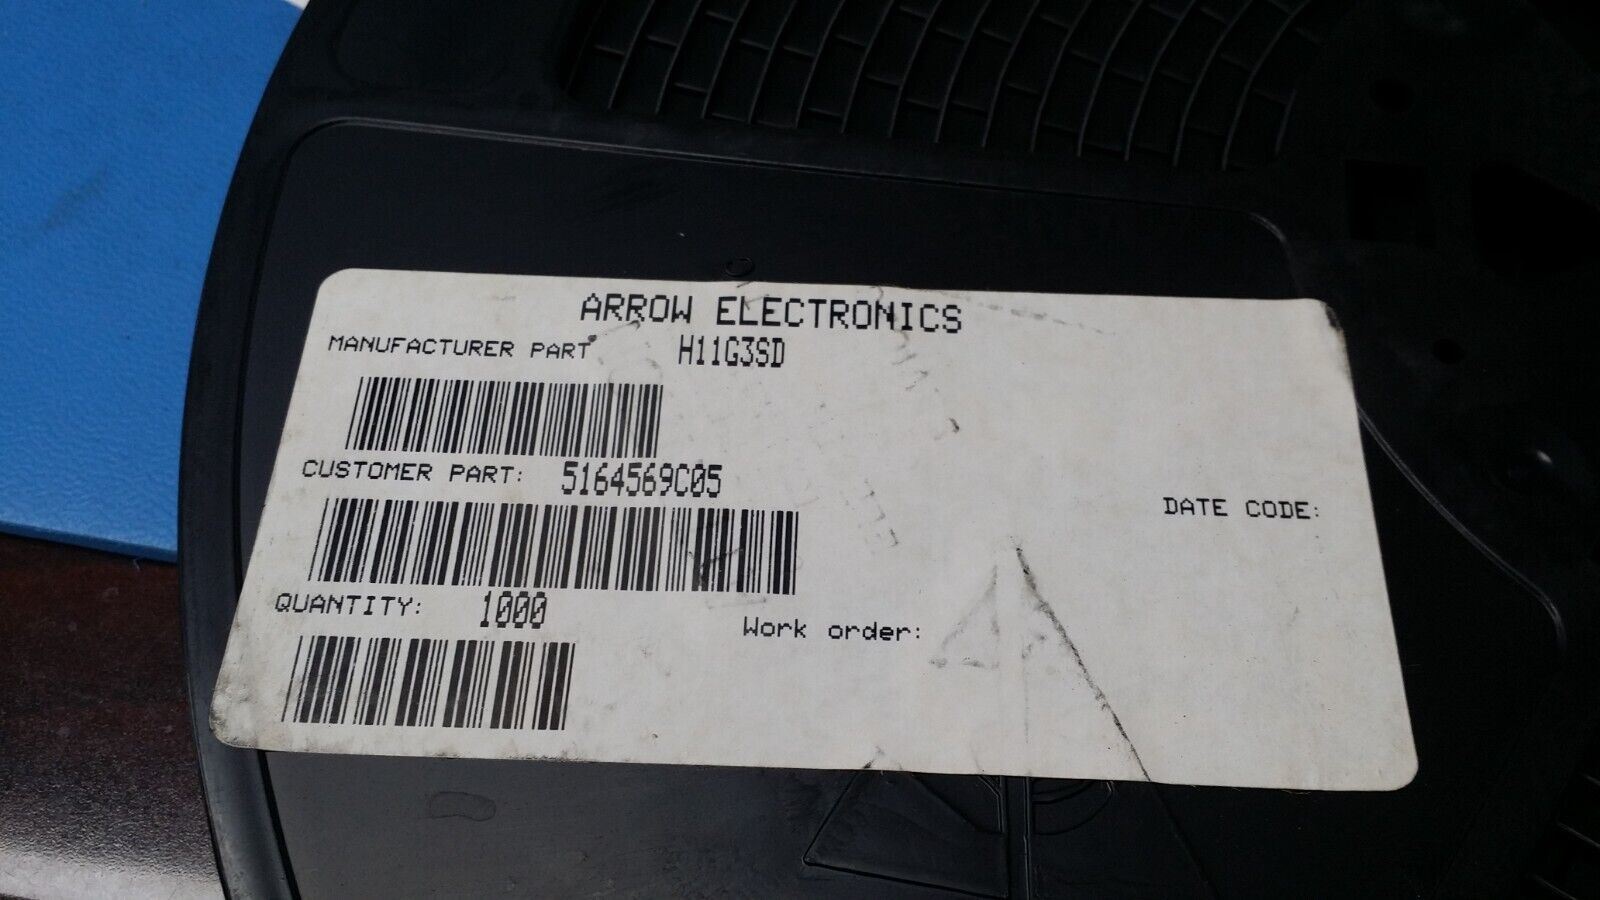 ARROW ELECTRONICS
MANUFACTURER PART H11G3SD
CUSTOMER PART: 5164569C05
DATE CODE:
QUANTITY: 1000
Work order: